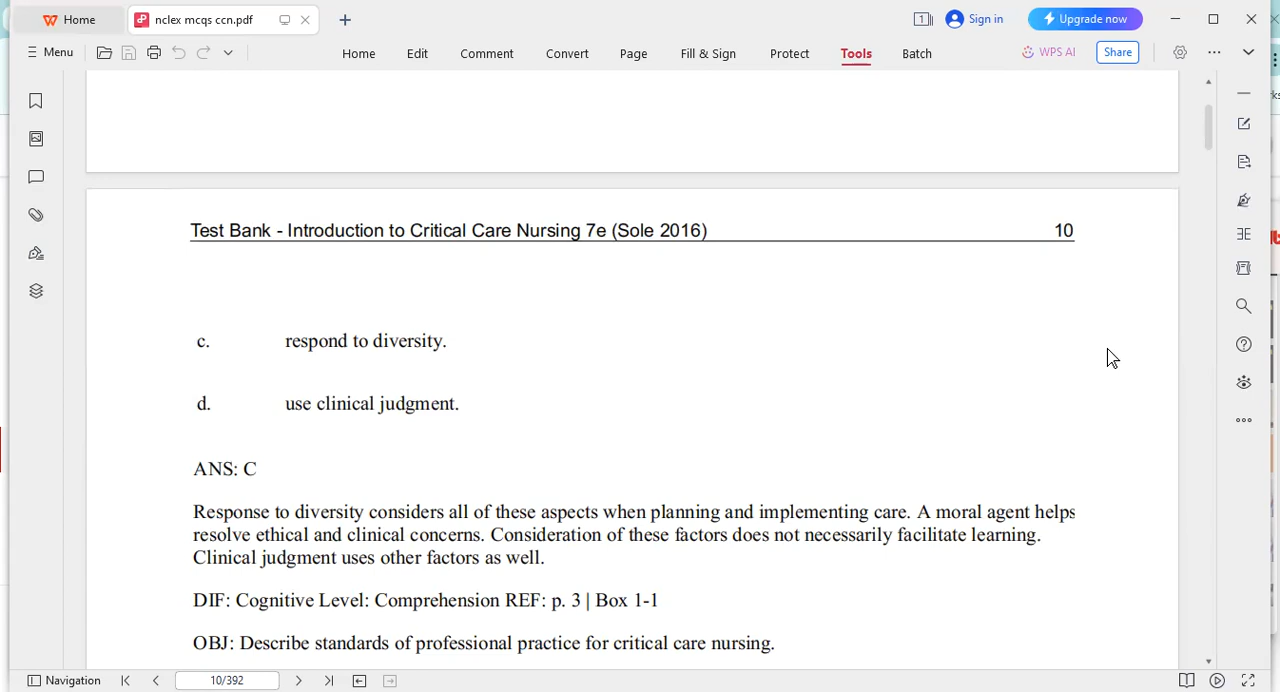 Home
nclex mcqs ccn.pdf
1
Sign in
Upgrade now
Menu
Home
Edit
Comment
Convert
Page
Fill & Sign
Protect
Tools
Batch
WPS AI
Share
Test Bank - Introduction to Critical Care Nursing 7e (Sole 2016) 10
c. respond to diversity.
d. use clinical judgment.
ANS: C
Response to diversity considers all of these aspects when planning and implementing care. A moral agent helps
resolve ethical and clinical concerns. Consideration of these factors does not necessarily facilitate learning.
Clinical judgment uses other factors as well.
DIF: Cognitive Level: Comprehension REF: p. 3 | Box 1-1
OBJ: Describe standards of professional practice for critical care nursing.
Navigation
10/392